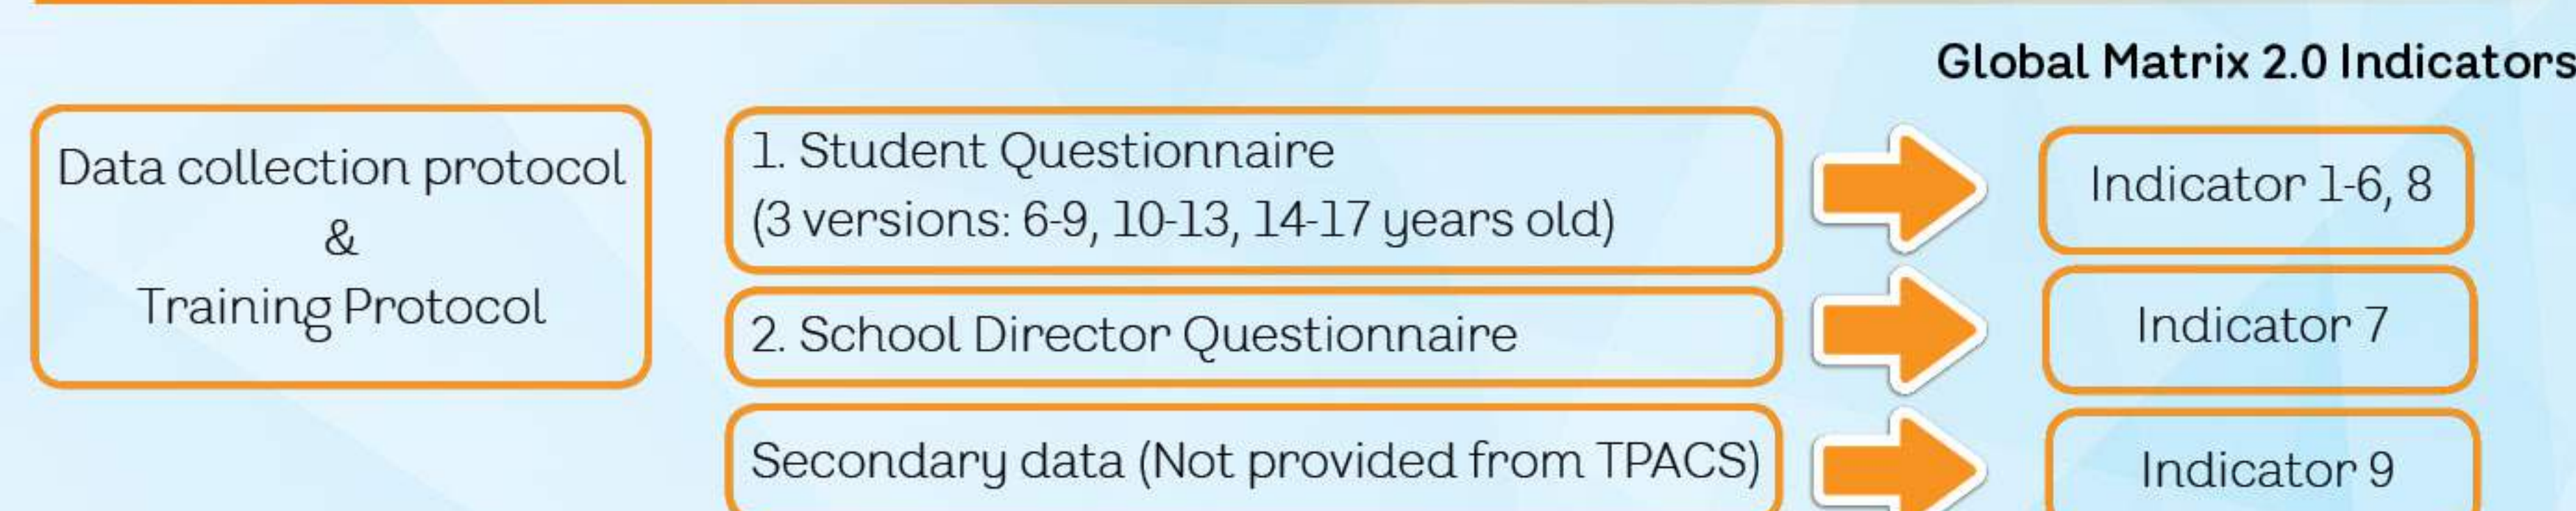 Global Matrix 2.0 Indicators
Data collection protocol
&
Training Protocol
1. Student Questionnaire
(3 versions: 6-9, 10-13, 14-17 years old)
Indicator 1-6, 8
2. School Director Questionnaire
Indicator 7
Secondary data (Not provided from TPACS)
Indicator 9